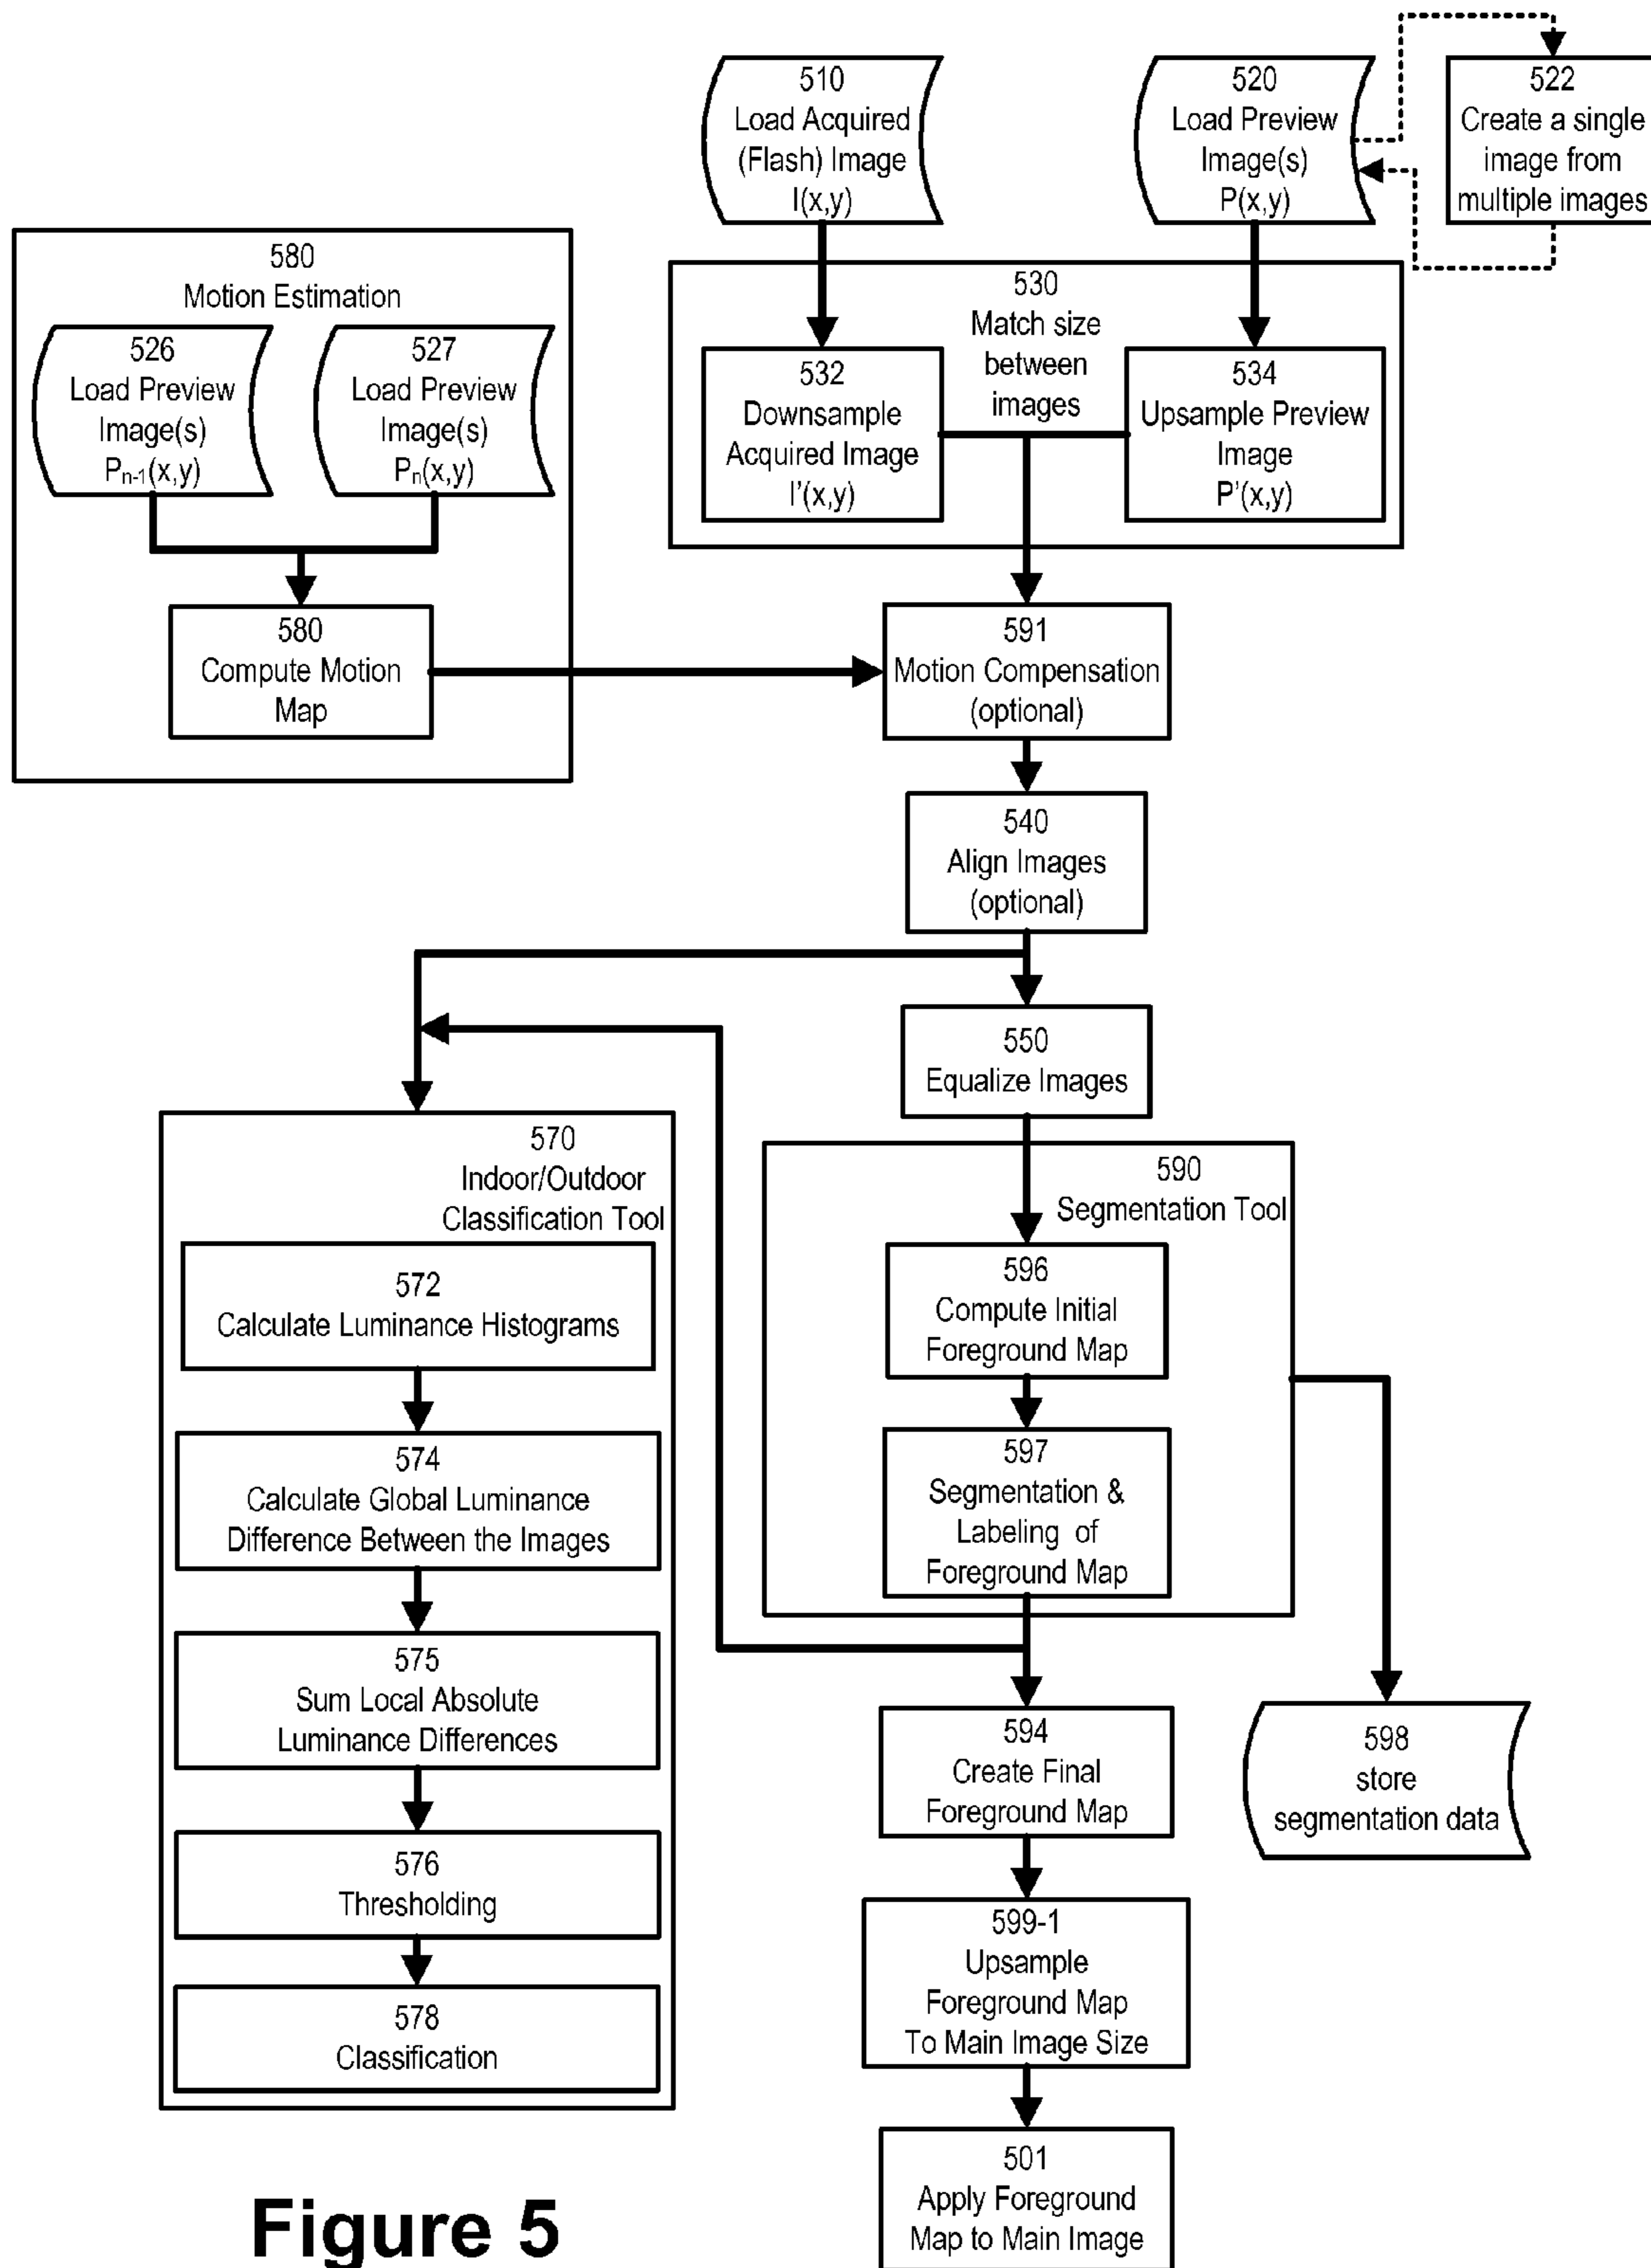 510
Load Acquired
(Flash) Image
I(x,y)
520
Load Preview
Image(s)
P(x,y)
522
Create a single
image from
multiple images
580
Motion Estimation
526
Load Preview
Image(s)
Pn-1(x,y)
527
Load Preview
Image(s)
Pn(x,y)
580
Compute Motion
Map
530
Match size
between
images
532
Downsample
Acquired Image
I'(x,y)
534
Upsample Preview
Image
P'(x,y)
591
Motion Compensation
(optional)
540
Align Images
(optional)
550
Equalize Images
570
Indoor/Outdoor
Classification Tool
572
Calculate Luminance Histograms
574
Calculate Global Luminance
Difference Between the Images
575
Sum Local Absolute
Luminance Differences
576
Thresholding
578
Classification
590
Segmentation Tool
596
Compute Initial
Foreground Map
597
Segmentation &
Labeling of
Foreground Map
594
Create Final
Foreground Map
598
store
segmentation data
599-1
Upsample
Foreground Map
To Main Image Size
501
Apply Foreground
Map to Main Image
Figure 5